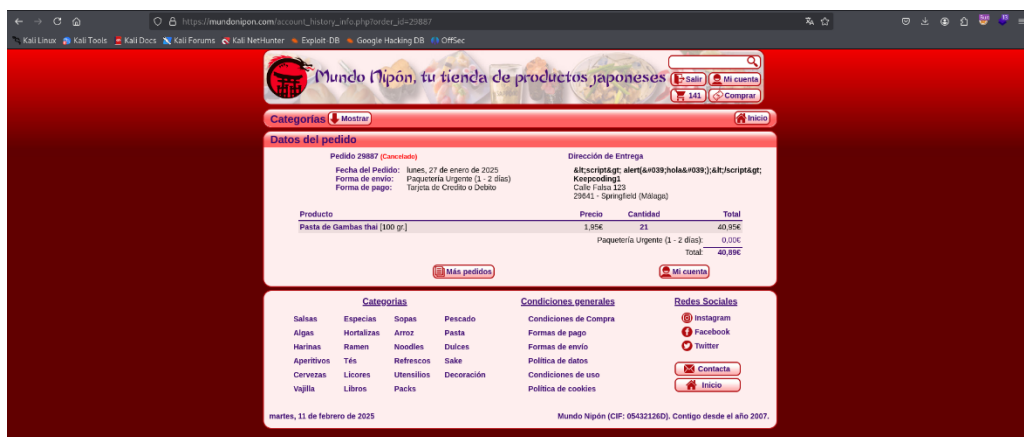 https://mundonipon.com/account_history_info.php?order_id=29887
Kali Linux Kali Tools Kali Docs Kali Forums Kali NetHunter Exploit-DB Google Hacking DB OffSec
Mundo Nipón, tu tienda de productos japoneses
Salir Mi cuenta
141 Comprar
Categorías Mostrar Inicio
Datos del pedido
Pedido 29887 (Cancelado)
Fecha del Pedido: lunes, 27 de enero de 2025
Forma de envío: Paquetería Urgente (1 - 2 días)
Forma de pago: Tarjeta de Credito o Debito
Dirección de Entrega
&lt;script&gt; alert(&#039;hola&#039;);&lt;/script&gt;
Keepcoding1
Calle Falsa 123
29641 - Springfield (Málaga)
Producto Precio Cantidad Total
Pasta de Gambas thai [100 gr.] 1,95€ 21 40,95€
Paquetería Urgente (1 - 2 días): 0,00€
Total: 40,89€
Más pedidos Mi cuenta
Categorias
Salsas Especias Sopas Pescado
Algas Hortalizas Arroz Pasta
Harinas Ramen Noodles Dulces
Aperitivos Tés Refrescos Sake
Cervezas Licores Utensilios Decoración
Vajilla Libros Packs
Condiciones generales
Condiciones de Compra
Formas de pago
Formas de envío
Política de datos
Condiciones de uso
Política de cookies
Redes Sociales
Instagram
Facebook
Twitter
Contacta
Inicio
martes, 11 de febrero de 2025 Mundo Nipón (CIF: 05432126D). Contigo desde el año 2007.